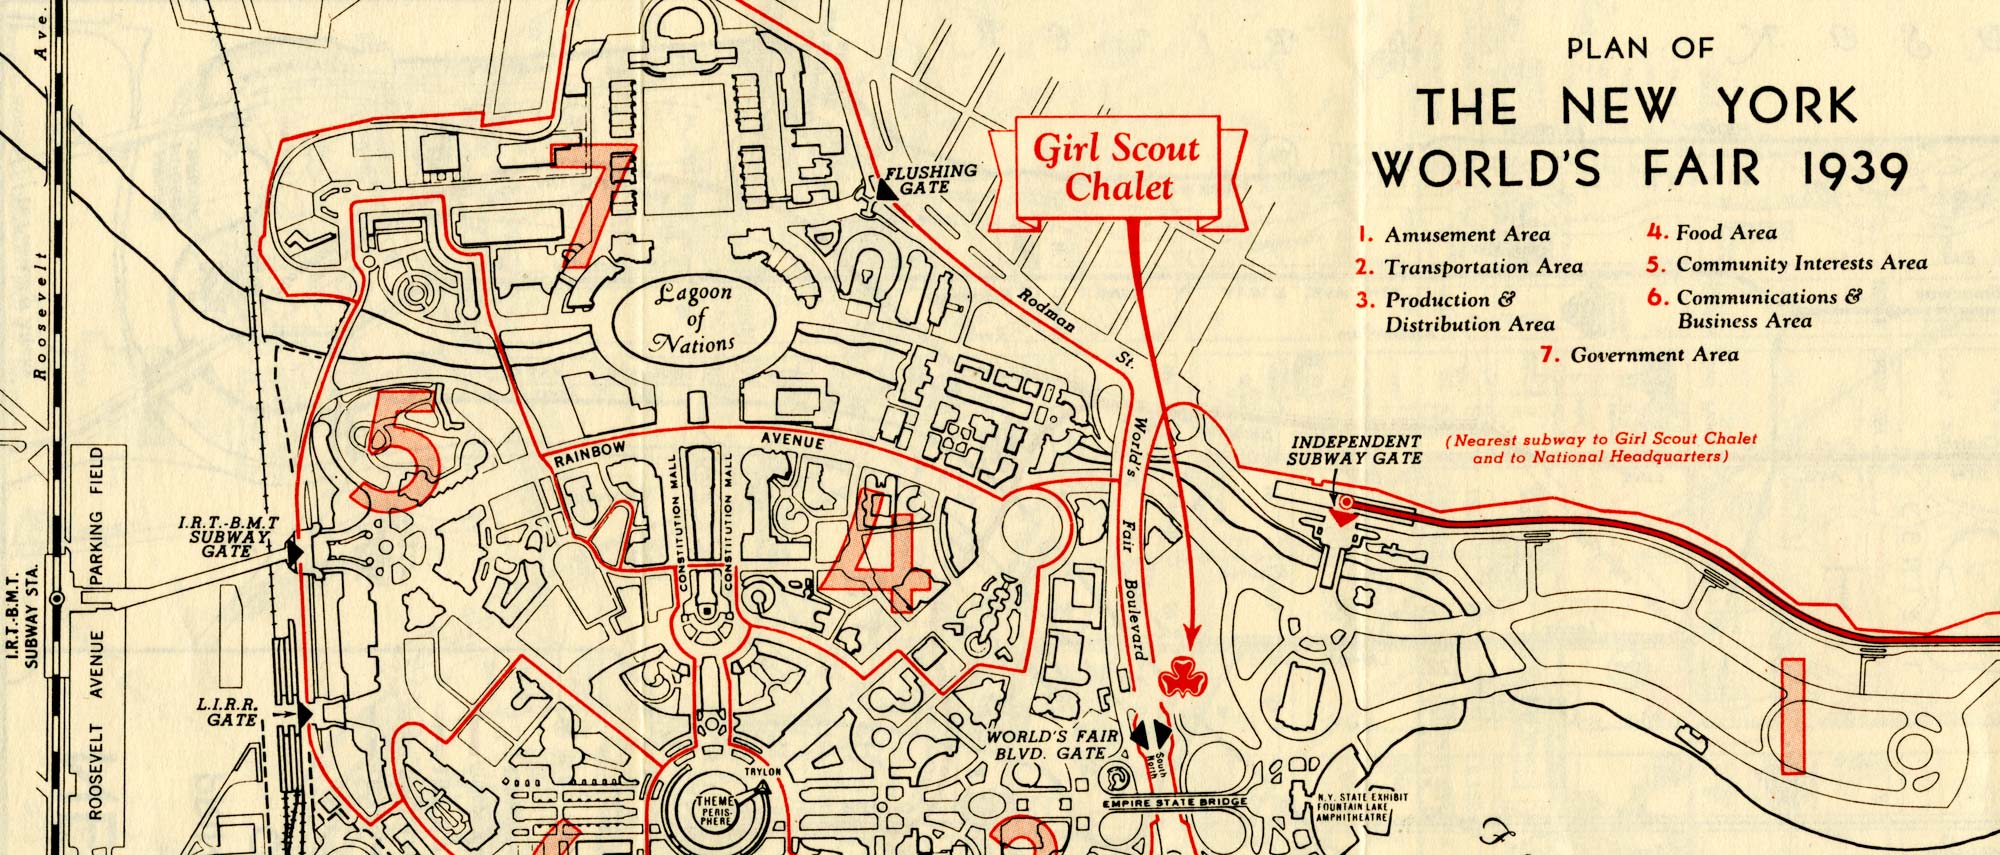 PLAN OF
THE NEW YORK
WORLD'S FAIR 1939
1. Amusement Area
2. Transportation Area
3. Production &
Distribution Area
4. Food Area
5. Community Interests Area
6. Communications &
Business Area
7. Government Area
Girl Scout
Chalet
FLUSHING
GATE
Roosevelt Ave.
7
Lagoon
of
Nations
Rodman St.
World's Fair Boulevard
INDEPENDENT
SUBWAY GATE
(Nearest subway to Girl Scout Chalet
and to National Headquarters)
5
RAINBOW AVENUE
CONSTITUTION MALL
CONSTITUTION MALL
4
I.R.T.-B.M.T
SUBWAY
GATE
I.R.T.-B.M.T.
SUBWAY STA.
ROOSEVELT AVENUE PARKING FIELD
L.I.R.R.
GATE
WORLD'S FAIR
BLVD. GATE
South
North
TRYLON
THEME
PERIS-
PHERE
EMPIRE STATE BRIDGE
N.Y. STATE EXHIBIT
FOUNTAIN LAKE
AMPHITHEATRE
1
F